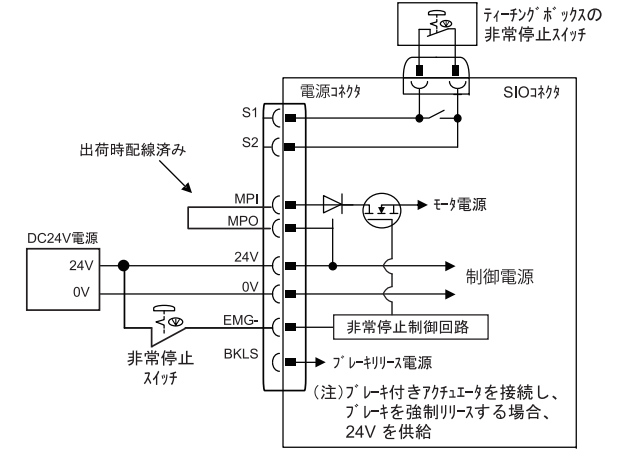 ティーチングボックスの
非常停止スイッチ
電源コネクタ
SIOコネクタ
S1
S2
出荷時配線済み
MPI
MPO
モータ電源
DC24V電源
24V
24V
制御電源
0V
0V
EMG-
非常停止制御回路
非常停止
スイッチ
BKLS
ブレーキリリース電源
(注)ブレーキ付きアクチュエータを接続し、
ブレーキを強制リリースする場合、
24V を供給